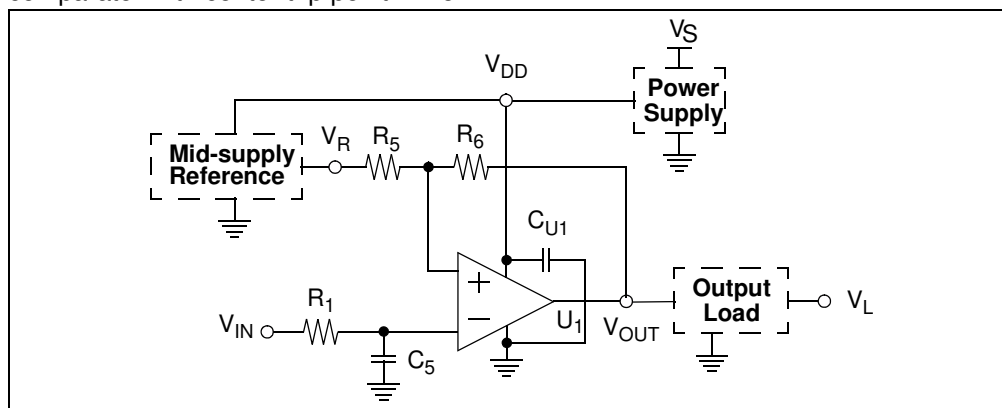 V_S
V_DD
Power
Supply
V_R
R_5
R_6
Mid-supply
Reference
C_U1
+
−
R_1
V_IN
C_5
U_1
V_OUT
Output
Load
V_L